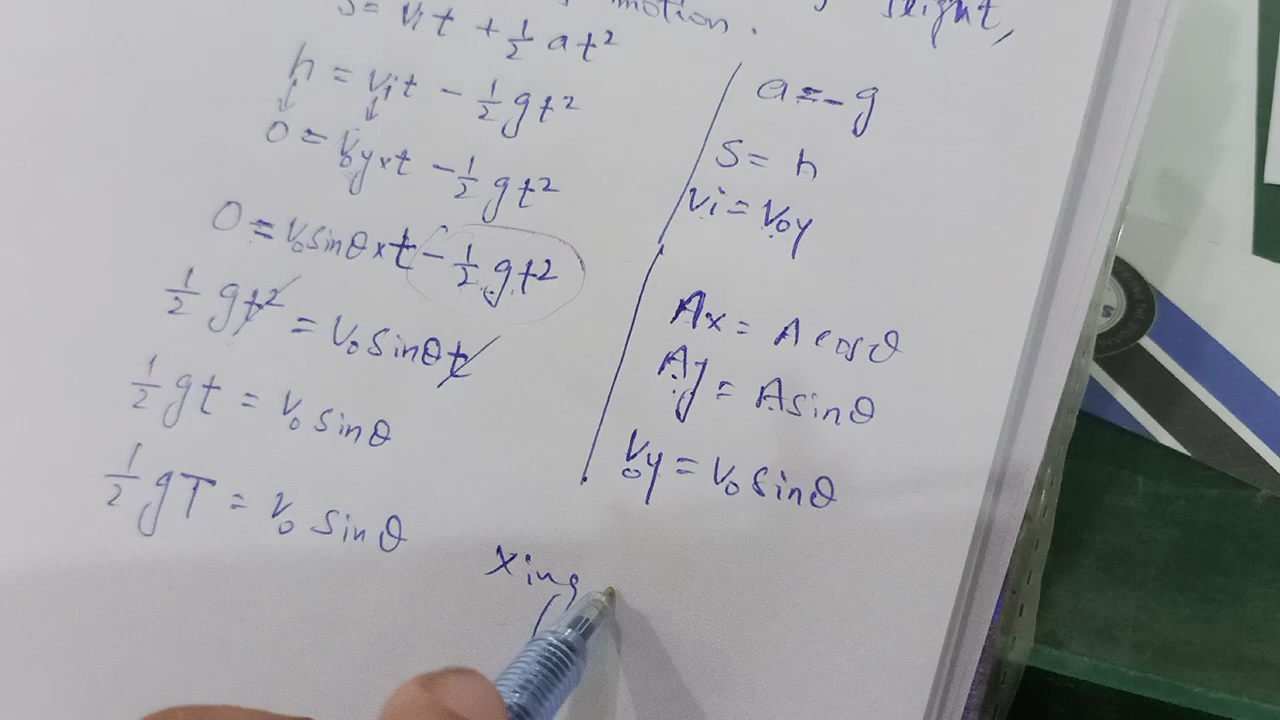 motion. flight,
S = Vit + 1/2 at²
h = Vit - 1/2 gt²
0 = Voy×t - 1/2 gt²
0 = V₀sinθ×t - 1/2 gt²
1/2 gt² = V₀sinθt
1/2 gt = V₀ sinθ
1/2 gT = V₀ sinθ
a = -g
S = h
Vi = Voy
Ax = A cosθ
Ay = A sinθ
Voy = V₀ sinθ
Xing